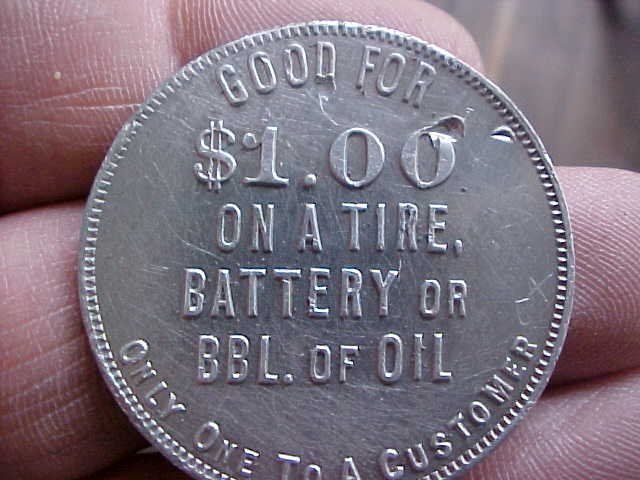 GOOD FOR
$1.00
ON A TIRE,
BATTERY OR
BBL. OF OIL
ONLY ONE TO A CUSTOMER